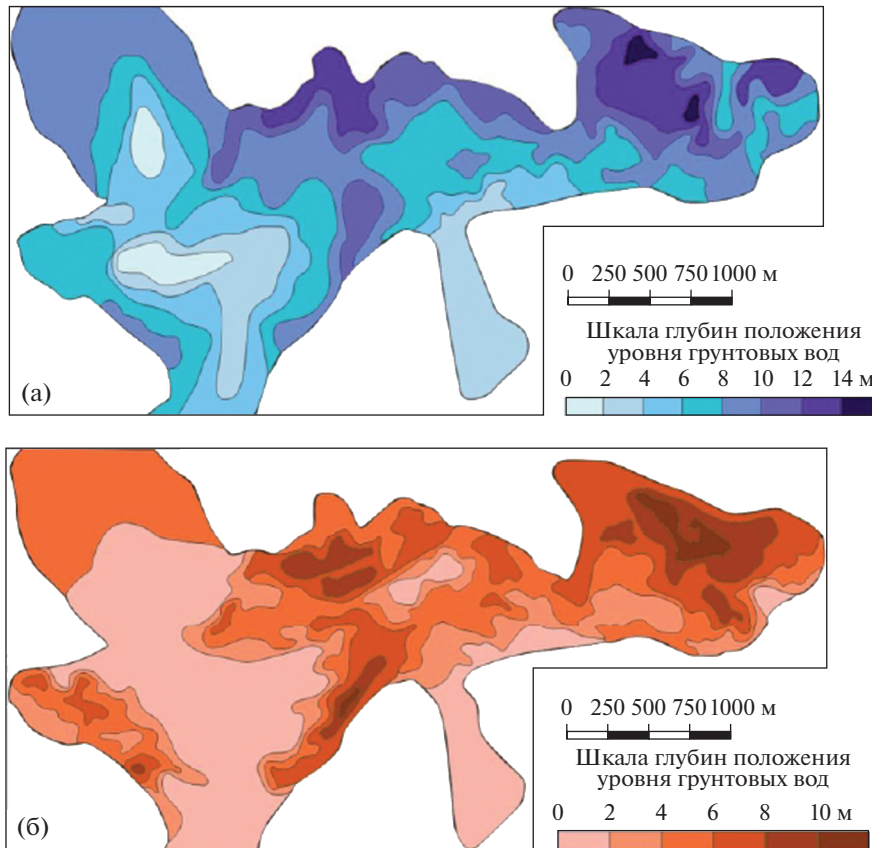 0 250 500 750 1000 м
Шкала глубин положения
уровня грунтовых вод
0 2 4 6 8 10 12 14 м
(а)
0 250 500 750 1000 м
Шкала глубин положения
уровня грунтовых вод
0 2 4 6 8 10 м
(б)